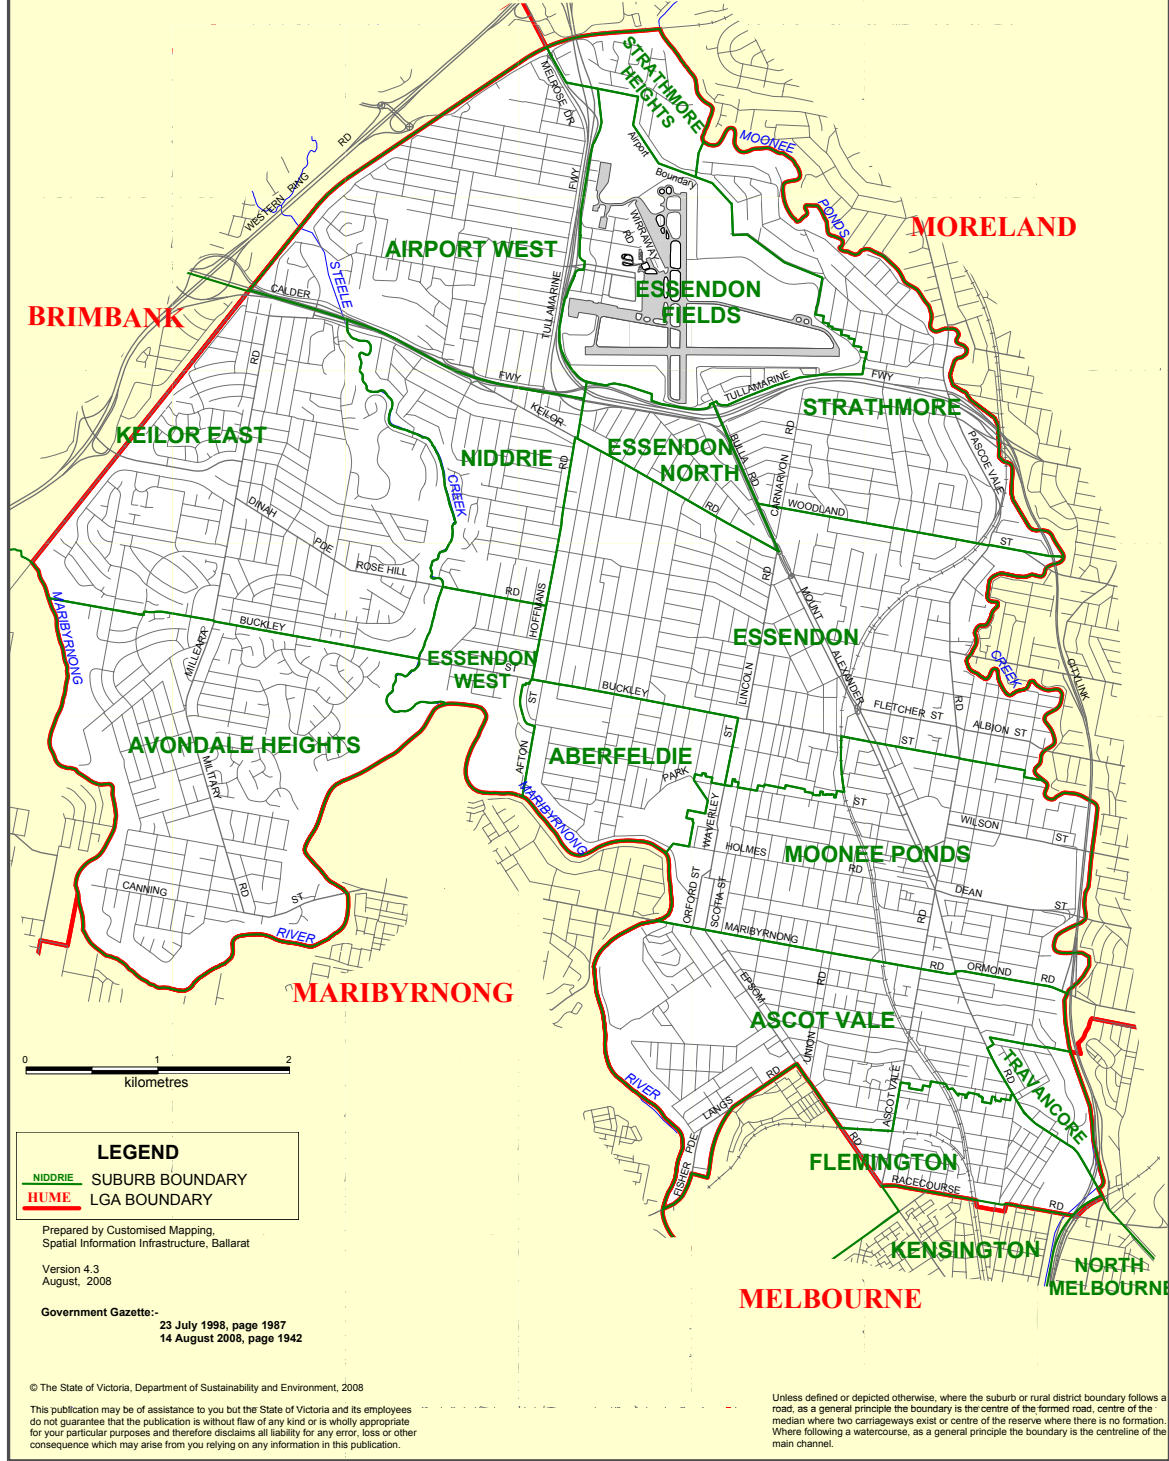 STRATHMORE
HEIGHTS
MELROSE DR
MOONEE
PONDS
Airport
Boundary
WESTERN RING
RD
FWY
WIRRAWAY
RD
MORELAND
AIRPORT WEST
STEELE
CALDER
TULLAMARINE
ESSENDON
FIELDS
BRIMBANK
RD
FWY
TULLAMARINE
FWY
KEILOR
STRATHMORE
KEILOR EAST
NIDDRIE
ESSENDON
NORTH
BULLA
RD
CARNARVON
RD
PASCOE VALE
RD
CREEK
RD
WOODLAND
ST
DINAH
PDE
ROSE HILL
RD
HOFFMANS
RD
MOUNT
ALEXANDER
MARIBYRNONG
BUCKLEY
MILLEARA
ESSENDON
ESSENDON
WEST
ST
BUCKLEY
LINCOLN
CREEK
CITYLINK
ST
RD
FLETCHER ST
ALBION ST
ST
ST
AVONDALE HEIGHTS
MILITARY
AFTON
ABERFELDIE
PARK
MARIBYRNONG
WAVERLEY
ST
WILSON
ST
HOLMES
MOONEE PONDS
RD
CANNING
RD
ST
ORFORD ST
SCOTIA ST
DEAN
ST
RD
RIVER
MARIBYRNONG
RD
ORMOND
RD
MARIBYRNONG
EPSOM
RD
ASCOT VALE
UNION
TRAVANCORE
RD
RIVER
LANGS
RD
ASCOT VALE
FISHER PDE
RD
FLEMINGTON
RACECOURSE
RD
KENSINGTON
NORTH
MELBOURNE
MELBOURNE
0 1 2
kilometres
LEGEND
NIDDRIE SUBURB BOUNDARY
HUME LGA BOUNDARY
Prepared by Customised Mapping,
Spatial Information Infrastructure, Ballarat
Version 4.3
August, 2008
Government Gazette:-
23 July 1998, page 1987
14 August 2008, page 1942
© The State of Victoria, Department of Sustainability and Environment, 2008
This publication may be of assistance to you but the State of Victoria and its employees
do not guarantee that the publication is without flaw of any kind or is wholly appropriate
for your particular purposes and therefore disclaims all liability for any error, loss or other
consequence which may arise from you relying on any information in this publication.
Unless defined or depicted otherwise, where the suburb or rural district boundary follows a
road, as a general principle the boundary is the centre of the formed road, centre of the
median where two carriageways exist or centre of the reserve where there is no formation.
Where following a watercourse, as a general principle the boundary is the centreline of the
main channel.